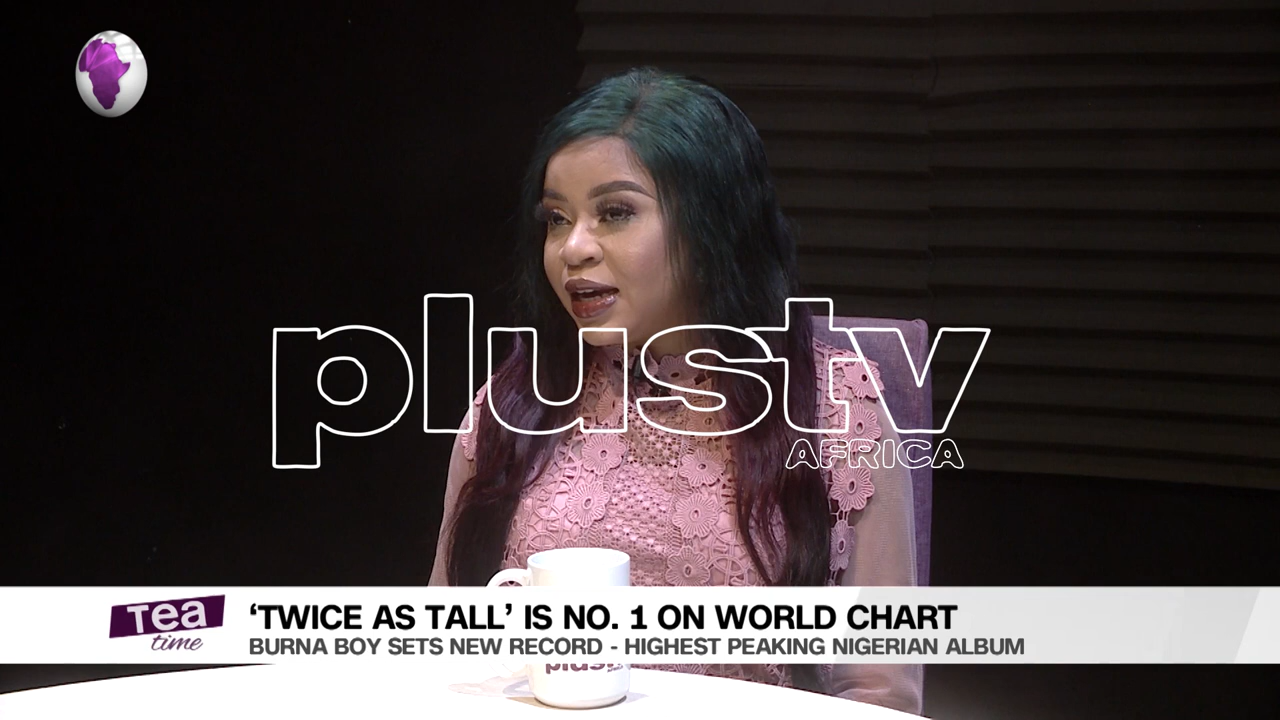 plustv
AFRICA
Tea
time
‘TWICE AS TALL’ IS NO. 1 ON WORLD CHART
BURNA BOY SETS NEW RECORD - HIGHEST PEAKING NIGERIAN ALBUM
plustv